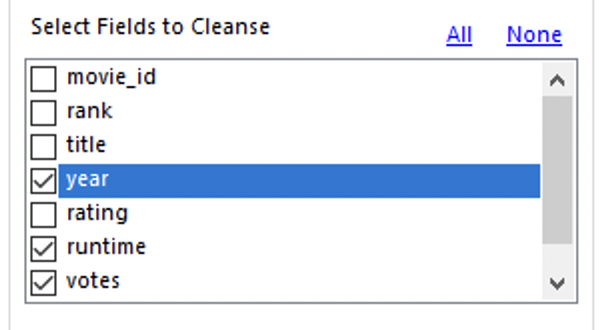 Select Fields to Cleanse All None
movie_id
rank
title
year
rating
runtime
votes